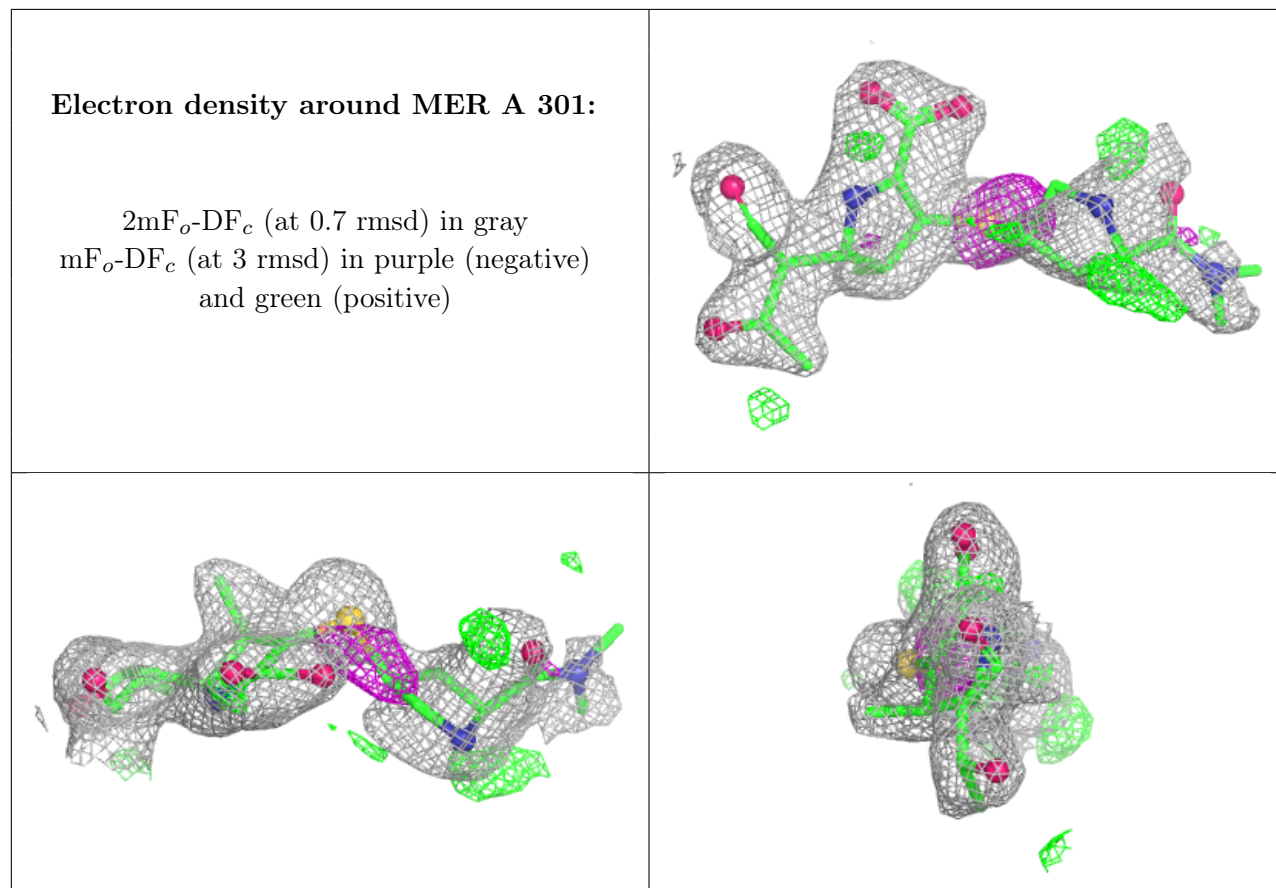 Electron density around MER A 301:
2mFₒ-DF𝒸 (at 0.7 rmsd) in gray
mFₒ-DF𝒸 (at 3 rmsd) in purple (negative)
and green (positive)